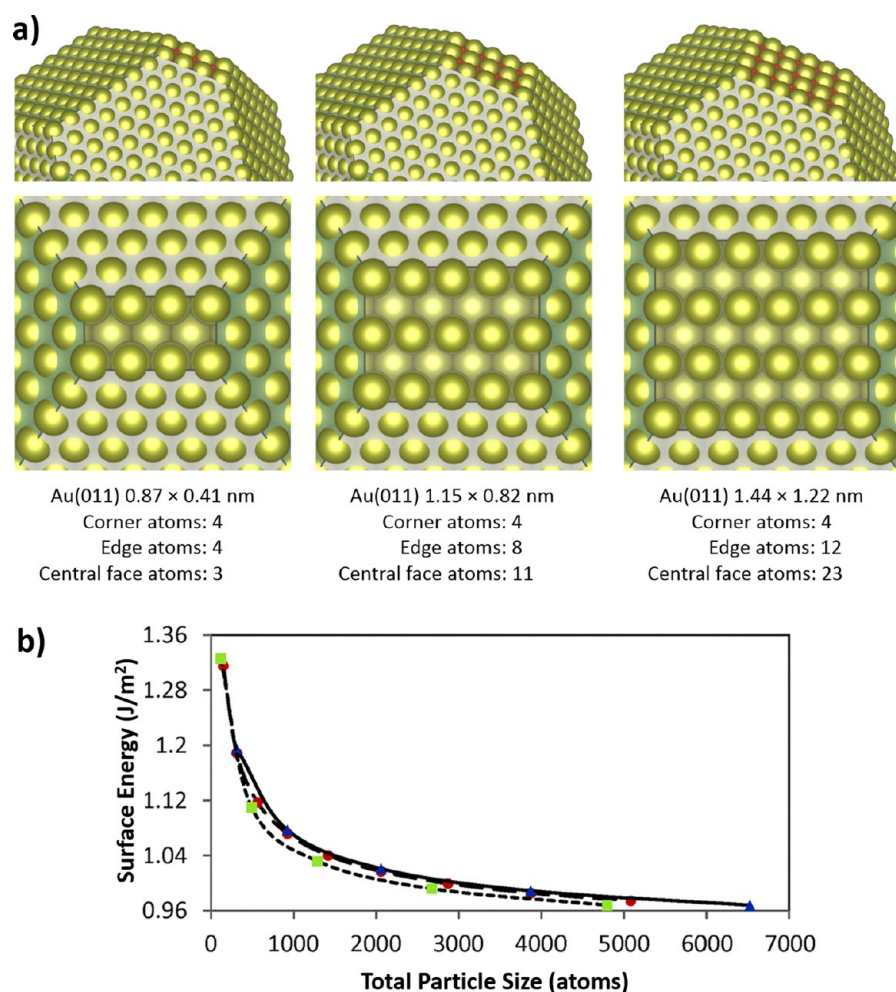 a)
Au(011) 0.87 × 0.41 nm
Corner atoms: 4
Edge atoms: 4
Central face atoms: 3
Au(011) 1.15 × 0.82 nm
Corner atoms: 4
Edge atoms: 8
Central face atoms: 11
Au(011) 1.44 × 1.22 nm
Corner atoms: 4
Edge atoms: 12
Central face atoms: 23
b)
Surface Energy (J/m²)
1.36
1.28
1.2
1.12
1.04
0.96
0 1000 2000 3000 4000 5000 6000 7000
Total Particle Size (atoms)